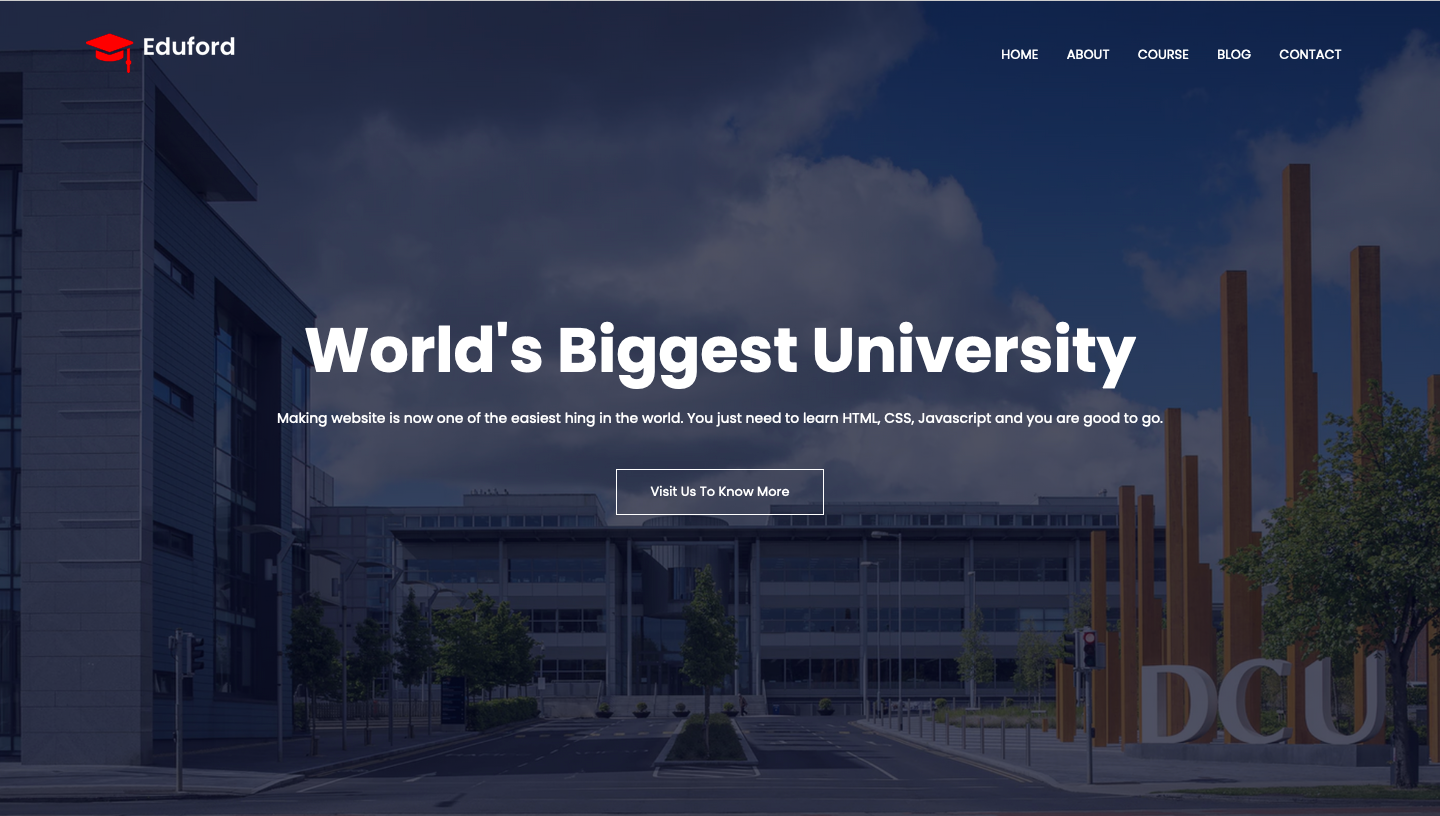 Eduford
HOME ABOUT COURSE BLOG CONTACT
World's Biggest University
Making website is now one of the easiest hing in the world. You just need to learn HTML, CSS, Javascript and you are good to go.
Visit Us To Know More
DCU